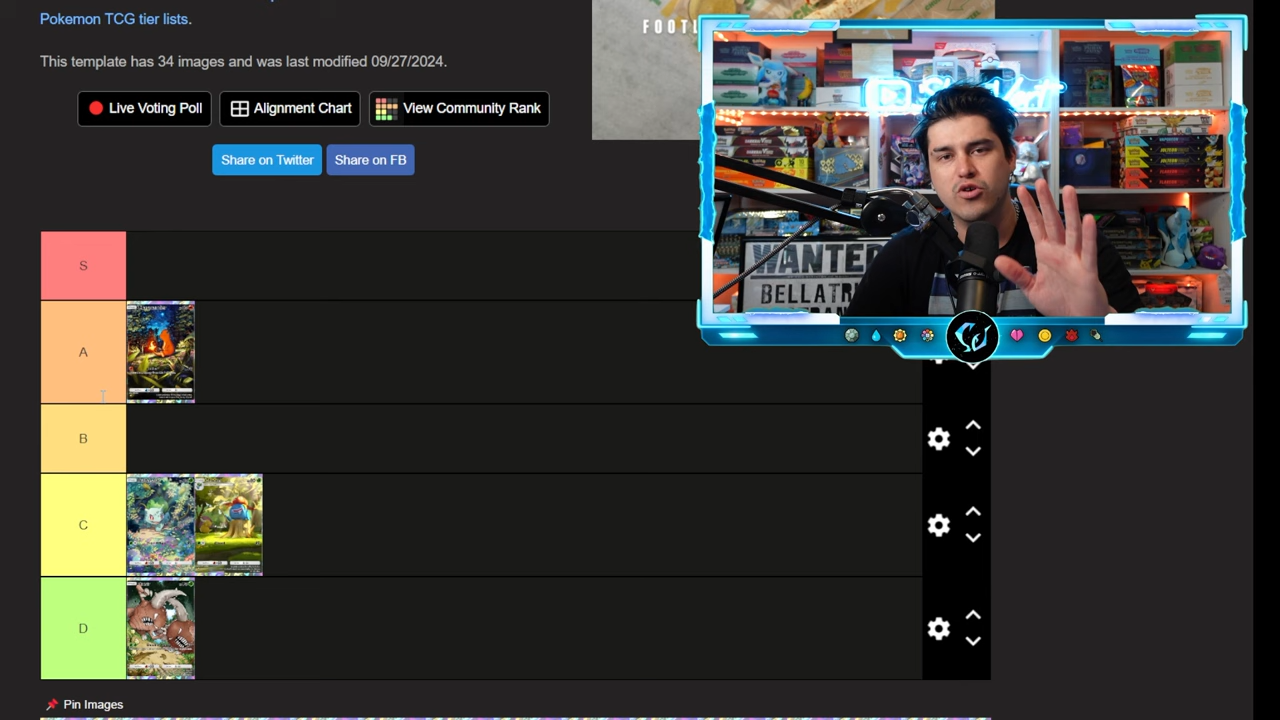 Pokemon TCG tier lists.
This template has 34 images and was last modified 09/27/2024.
Live Voting Poll
Alignment Chart
View Community Rank
Share on Twitter
Share on FB
WANTED
S
A
B
C
D
Pin Images